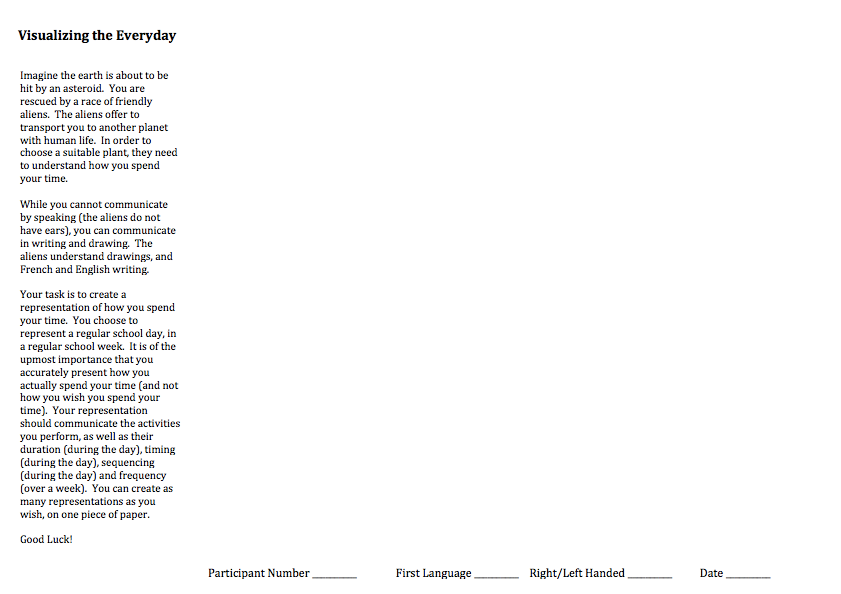 Visualizing the Everyday
Imagine the earth is about to be
hit by an asteroid.  You are
rescued by a race of friendly
aliens.  The aliens offer to
transport you to another planet
with human life.  In order to
choose a suitable plant, they need
to understand how you spend
your time.
While you cannot communicate
by speaking (the aliens do not
have ears), you can communicate
in writing and drawing.  The
aliens understand drawings, and
French and English writing.
Your task is to create a
representation of how you spend
your time.  You choose to
represent a regular school day, in
a regular school week.  It is of the
upmost importance that you
accurately present how you
actually spend your time (and not
how you wish you spend your
time).  Your representation
should communicate the activities
you perform, as well as their
duration (during the day), timing
(during the day), sequencing
(during the day) and frequency
(over a week).  You can create as
many representations as you
wish, on one piece of paper.
Good Luck!
Participant Number ________ First Language ________ Right/Left Handed ________ Date ________